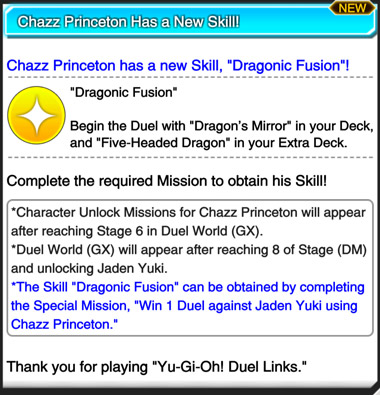 NEW
Chazz Princeton Has a New Skill!
Chazz Princeton has a new Skill, "Dragonic Fusion"!
"Dragonic Fusion"
Begin the Duel with "Dragon's Mirror" in your Deck,
and "Five-Headed Dragon" in your Extra Deck.
Complete the required Mission to obtain his Skill!
*Character Unlock Missions for Chazz Princeton will appear
after reaching Stage 6 in Duel World (GX).
*Duel World (GX) will appear after reaching 8 of Stage (DM)
and unlocking Jaden Yuki.
*The Skill "Dragonic Fusion" can be obtained by completing
the Special Mission, "Win 1 Duel against Jaden Yuki using
Chazz Princeton."
Thank you for playing "Yu-Gi-Oh! Duel Links."